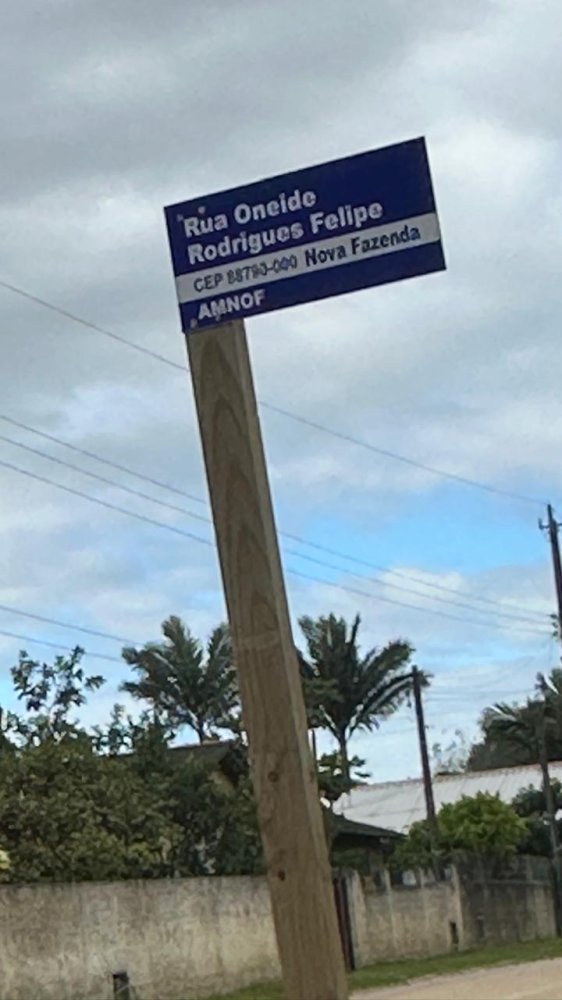 Rua Oneide
Rodrigues Felipe
CEP 88790-000 Nova Fazenda
AMNOF